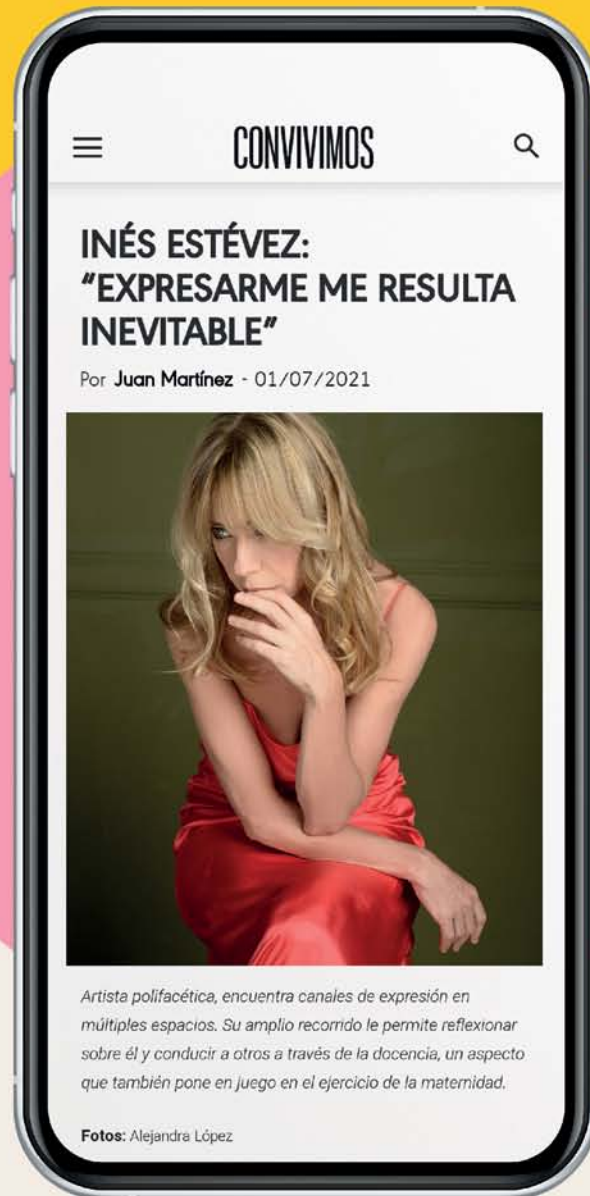 CONVIVIMOS
INÉS ESTÉVEZ:
“EXPRESARME ME RESULTA
INEVITABLE”
Por Juan Martínez - 01/07/2021
Artista polifacética, encuentra canales de expresión en
múltiples espacios. Su amplio recorrido le permite reflexionar
sobre él y conducir a otros a través de la docencia, un aspecto
que también pone en juego en el ejercicio de la maternidad.
Fotos: Alejandra López